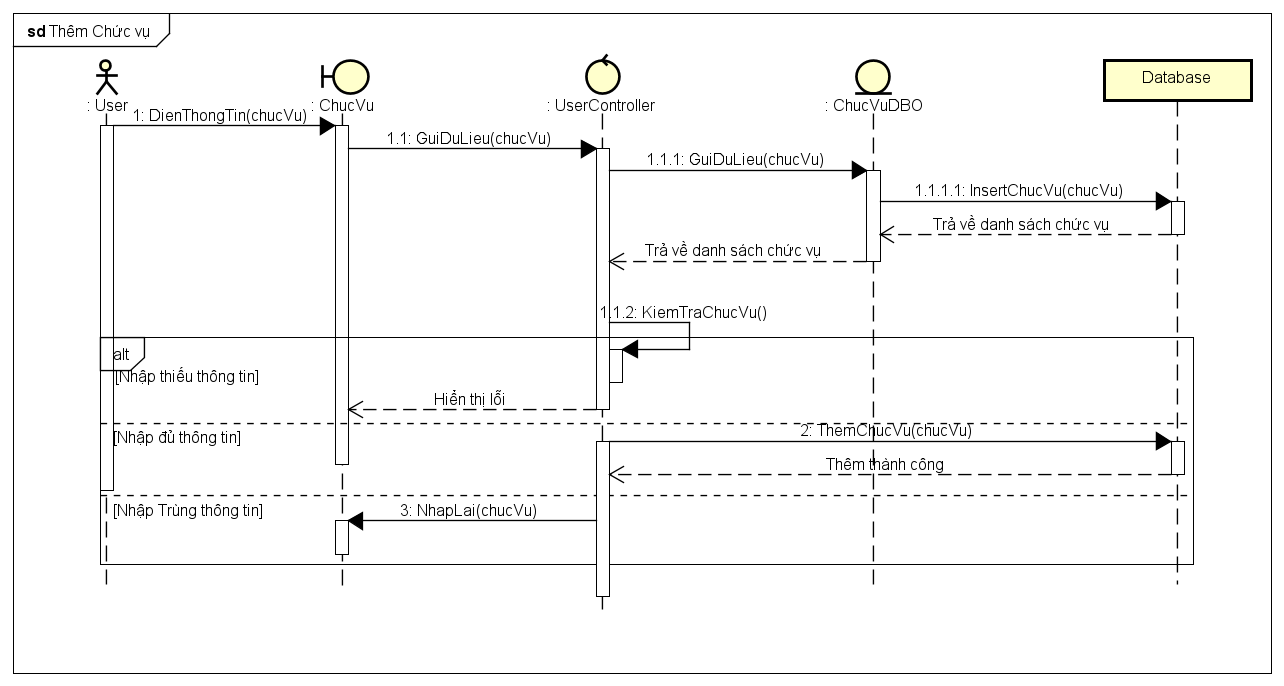 sd Thêm Chức vụ
: User
: ChucVu
: UserController
: ChucVuDBO
Database
1: DienThongTin(chucVu)
1.1: GuiDuLieu(chucVu)
1.1.1: GuiDuLieu(chucVu)
1.1.1.1: InsertChucVu(chucVu)
Trả về danh sách chức vụ
Trả về danh sách chức vụ
1.1.2: KiemTraChucVu()
alt
[Nhập thiếu thông tin]
Hiển thị lỗi
[Nhập đủ thông tin]
2: ThemChucVu(chucVu)
Thêm thành công
[Nhập Trùng thông tin]
3: NhapLai(chucVu)